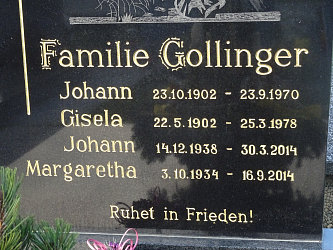 Familie Gollinger
Johann 23.10.1902 - 23.9.1970
Gisela 22.5.1902 - 25.3.1978
Johann 14.12.1938 - 30.3.2014
Margaretha 3.10.1934 - 16.9.2014
Ruhet in Frieden!